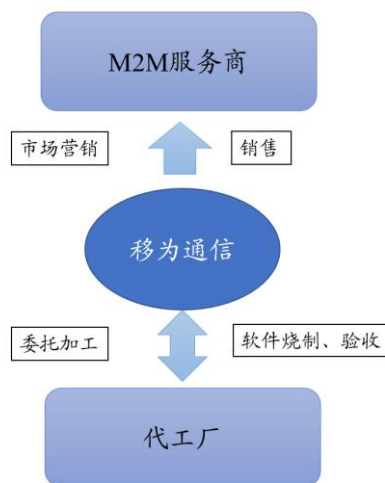 M2M服务商
市场营销
销售
移为通信
委托加工
软件烧制、验收
代工厂